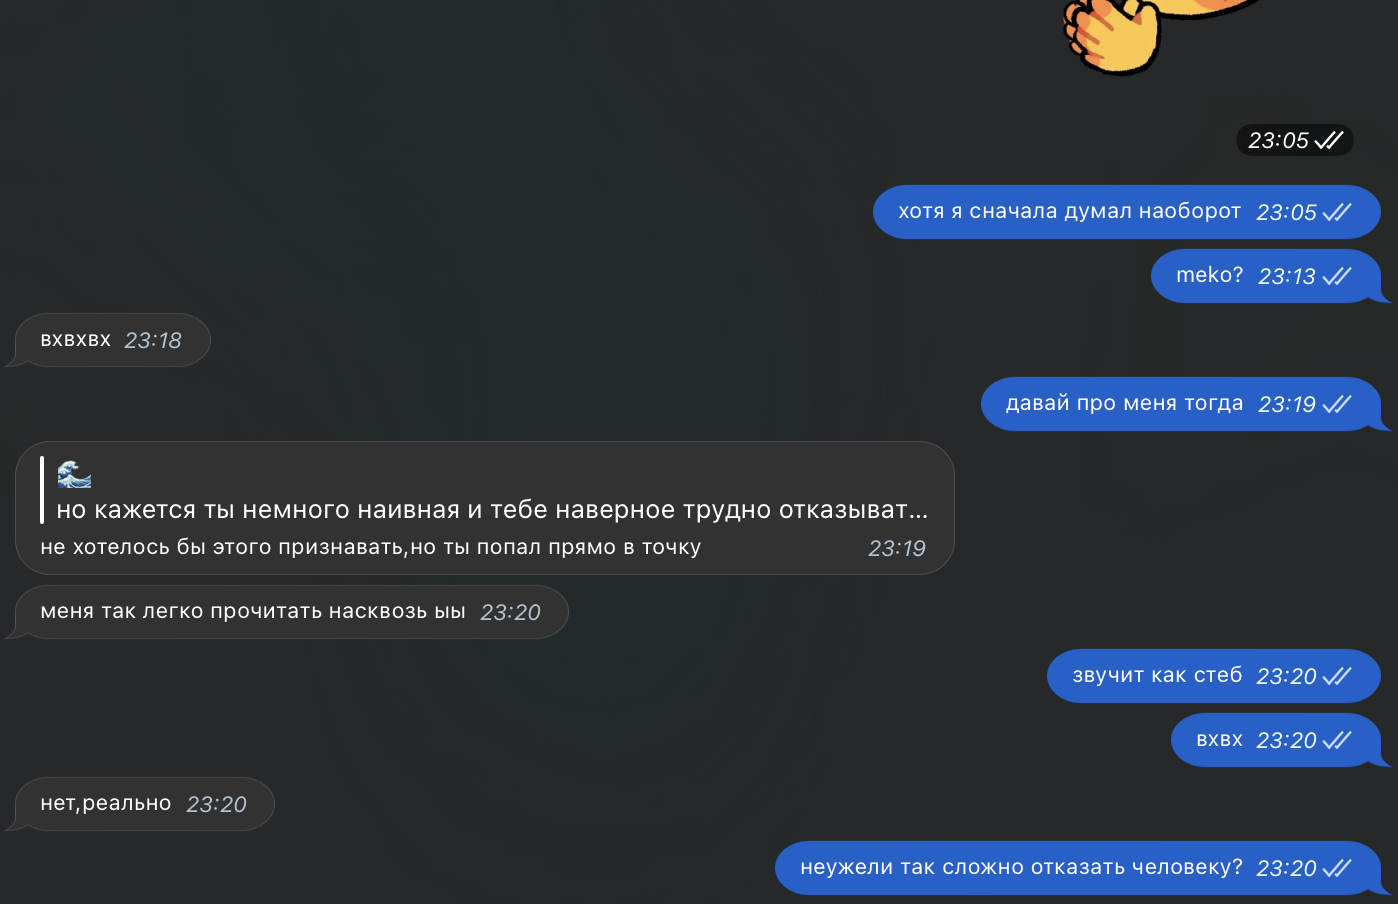 23:05
хотя я сначала думал наоборот 23:05
meko? 23:13
вхвхвх 23:18
давай про меня тогда 23:19
🌊
но кажется ты немного наивная и тебе наверное трудно отказыват...
не хотелось бы этого признавать,но ты попал прямо в точку 23:19
меня так легко прочитать насквозь ыы 23:20
звучит как стеб 23:20
вхвх 23:20
нет,реально 23:20
неужели так сложно отказать человеку? 23:20